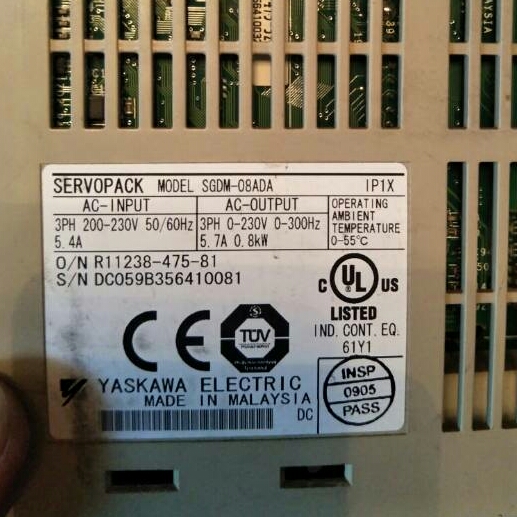 SERVOPACK MODEL SGDM-08ADA IP1X
AC-INPUT AC-OUTPUT OPERATING AMBIENT TEMPERATURE 0-55°C
3PH 200-230V 50/60Hz 3PH 0-230V 0-300Hz
5.4A 5.7A 0.8kW
O/N R11238-475-81
S/N DC059B356410081
C UL US
LISTED
IND. CONT. EQ.
61Y1
CE
TÜV
INSP
0905
PASS
YASKAWA ELECTRIC
MADE IN MALAYSIA
DC